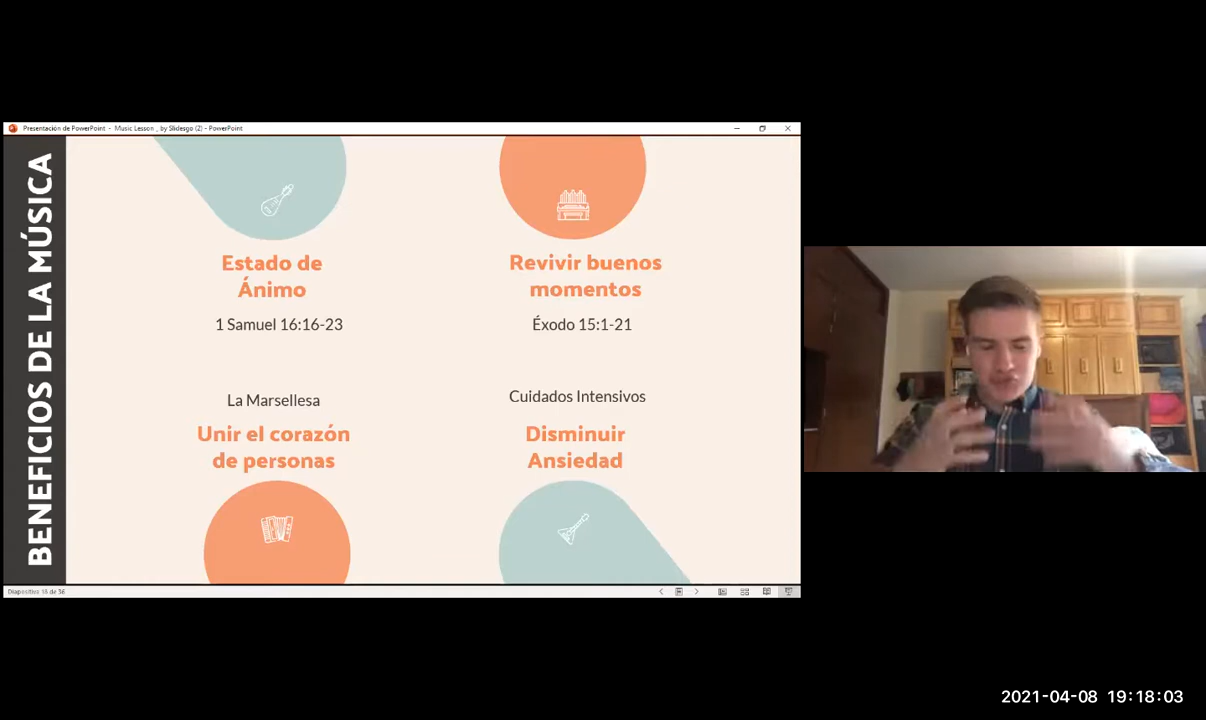 Presentación de PowerPoint - Music Lesson _ by Slidesgo (2) - PowerPoint
BENEFICIOS DE LA MÚSICA
Estado de
Ánimo
1 Samuel 16:16-23
Revivir buenos
momentos
Éxodo 15:1-21
La Marsellesa
Unir el corazón
de personas
Cuidados Intensivos
Disminuir
Ansiedad
Diapositiva 18 de 36
2021-04-08 19:18:03